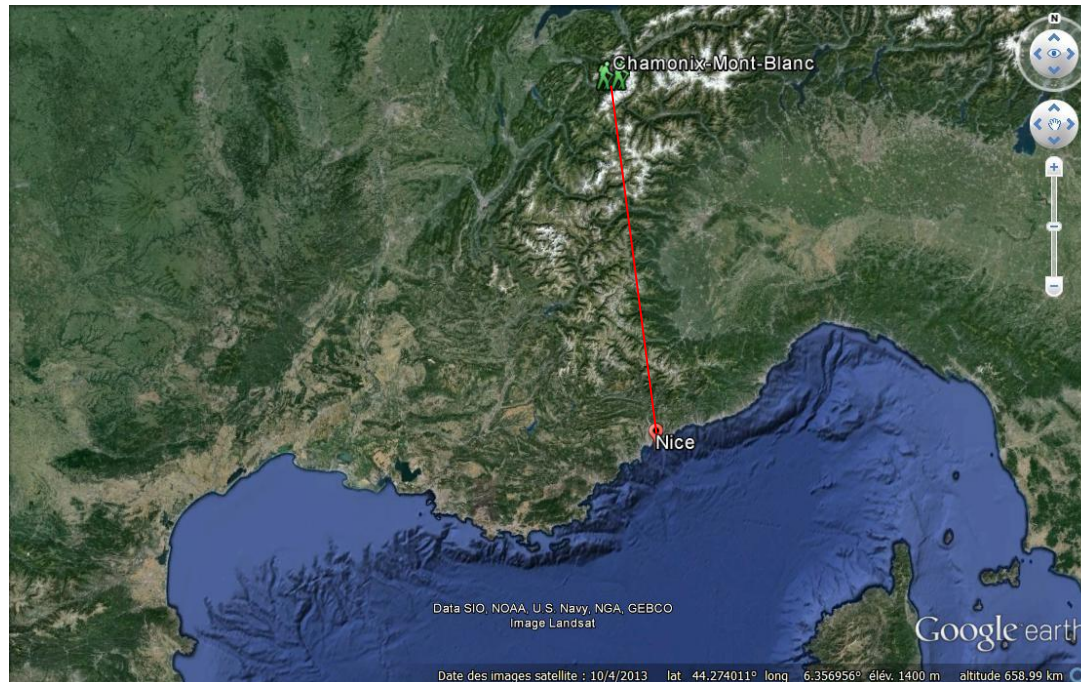 N
Chamonix-Mont-Blanc
Nice
Data SIO, NOAA, U.S. Navy, NGA, GEBCO
Image Landsat
Google earth
Date des images satellite : 10/4/2013 lat 44.274011° long 6.356956° élév. 1400 m altitude 658.99 km